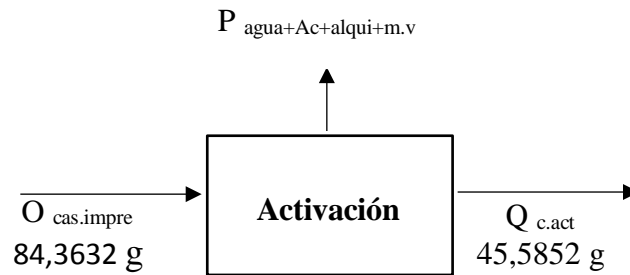 P agua+Ac+alqui+m.v
O cas.impre
84,3632 g
Activación
Q c.act
45,5852 g